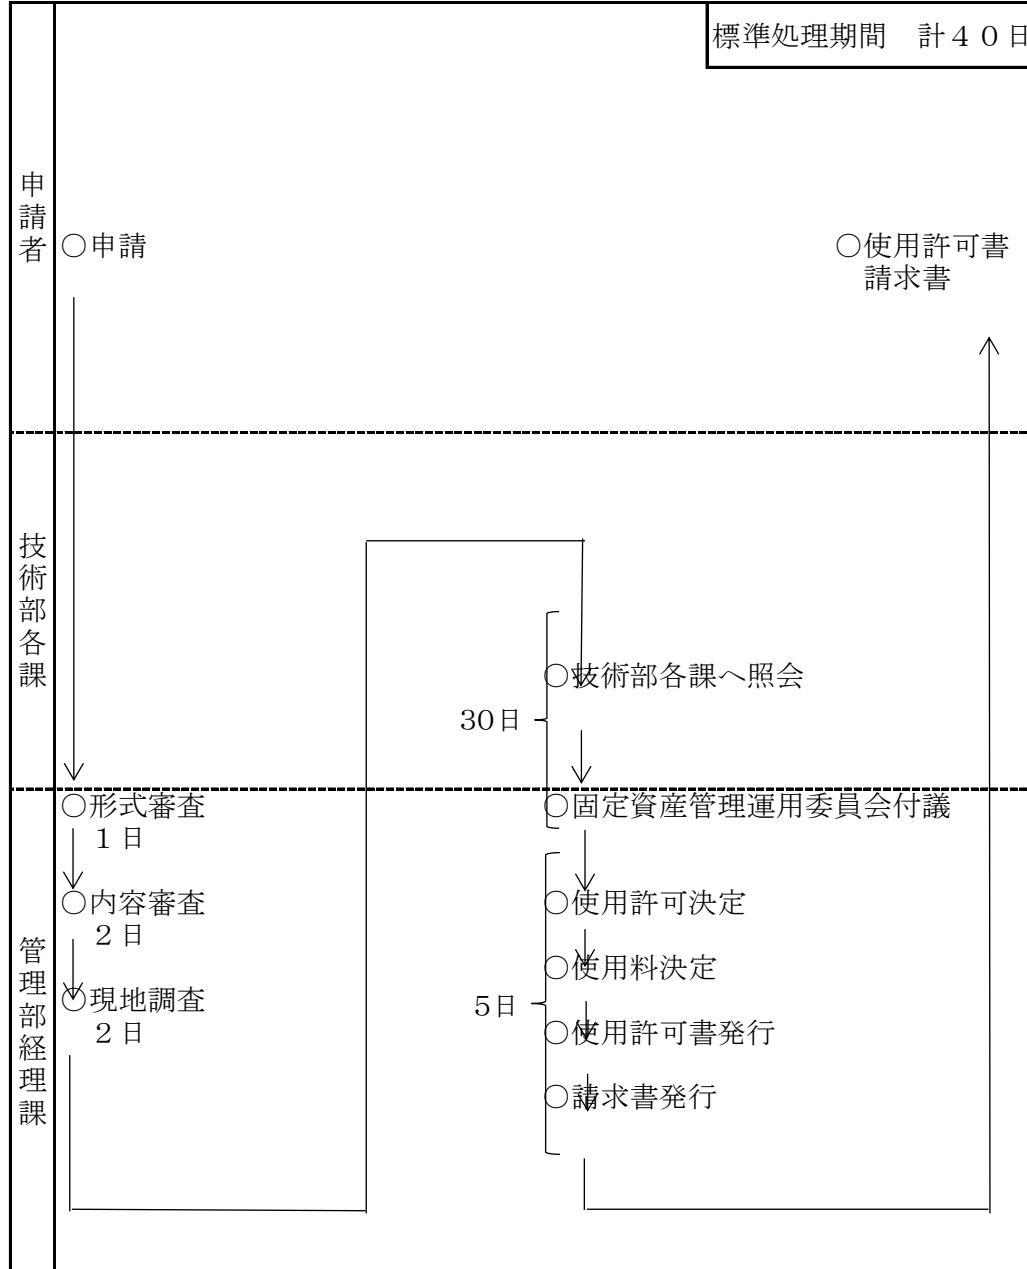 標準処理期間　計４０日
申請者
○申請
○使用許可書
請求書
技術部各課
○技術部各課へ照会
30日
○形式審査
１日
○固定資産管理運用委員会付議
管理部経理課
○内容審査
２日
○現地調査
２日
○使用許可決定
○使用料決定
5日
○使用許可書発行
○請求書発行